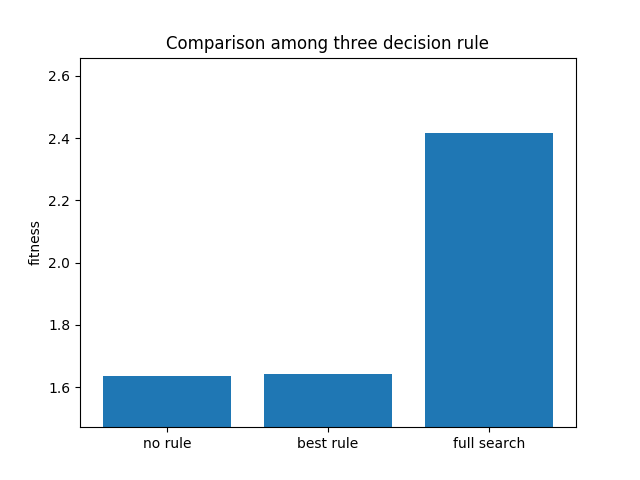 Comparison among three decision rule
2.6
2.4
2.2
2.0
1.8
1.6
fitness
no rule
best rule
full search